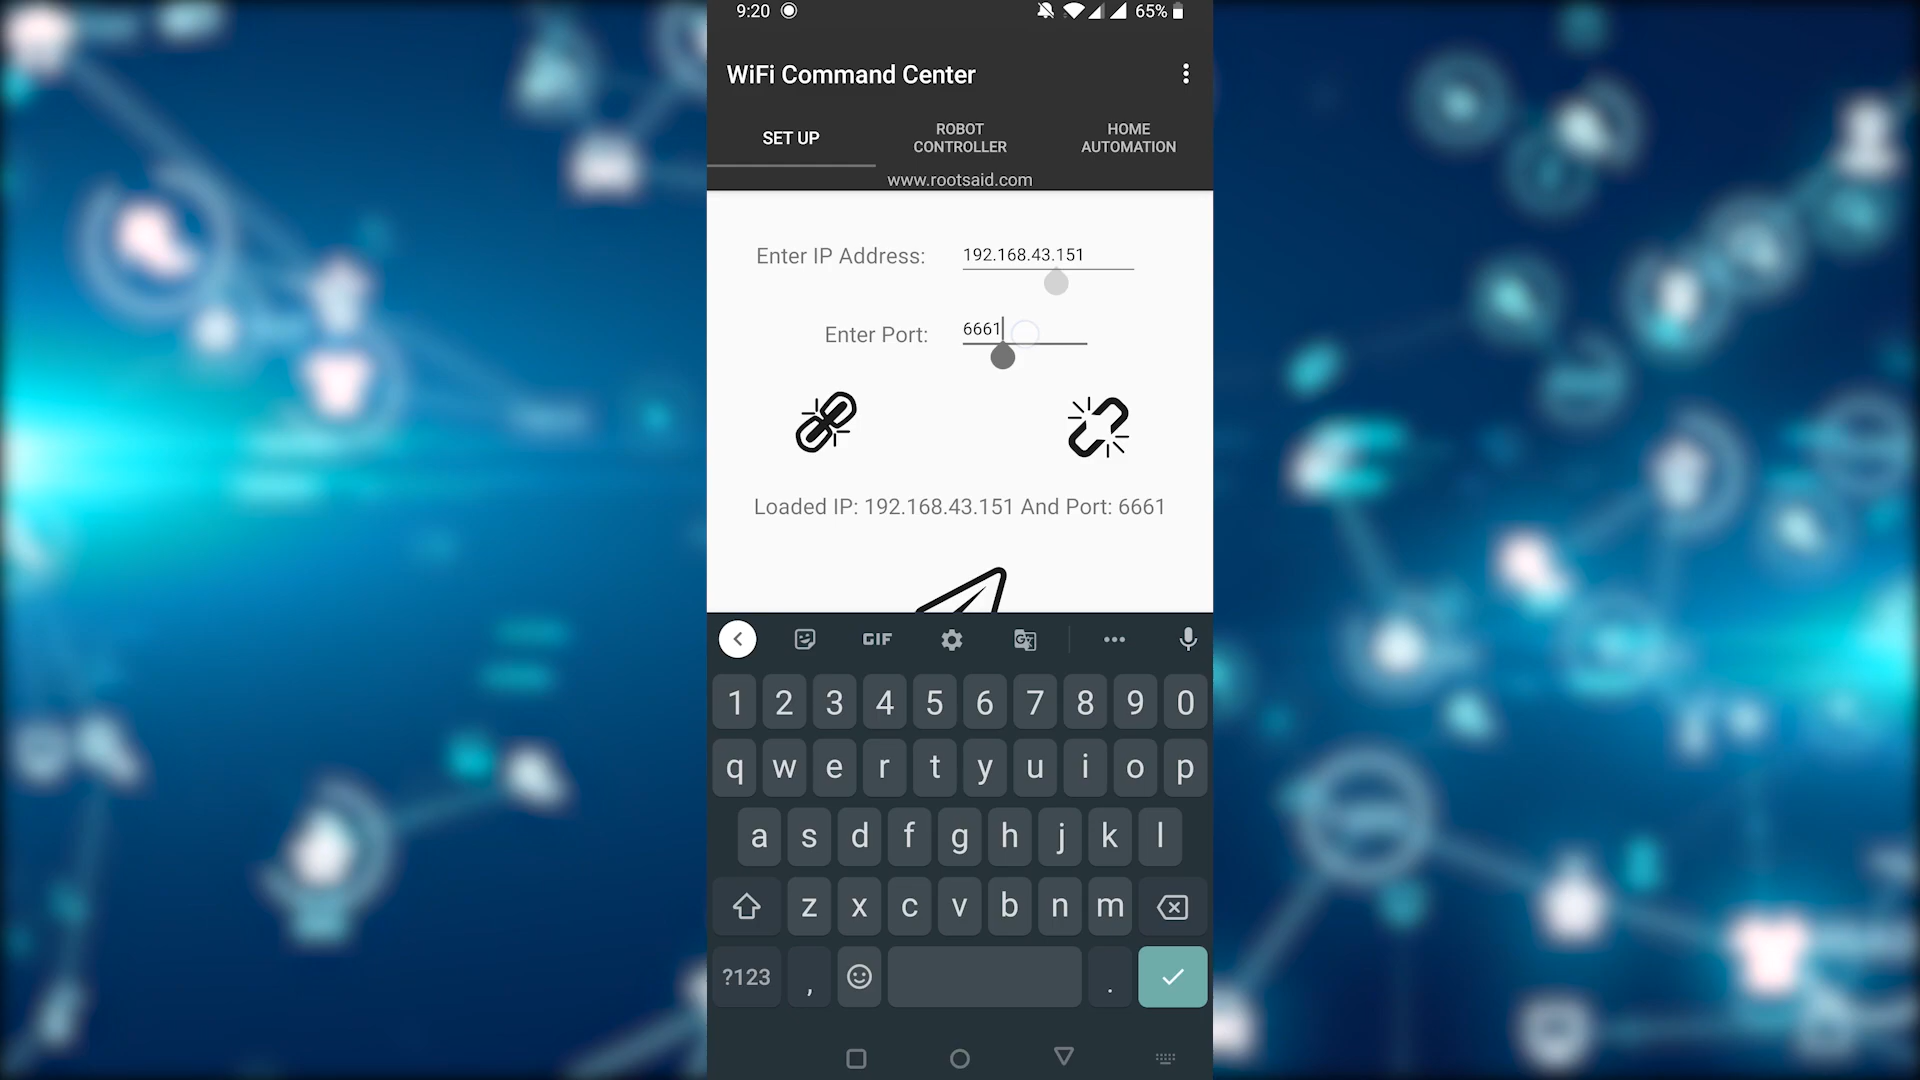 9:20 65%
WiFi Command Center
SET UP
ROBOT
CONTROLLER
HOME
AUTOMATION
www.rootsaid.com
Enter IP Address: 192.168.43.151
Enter Port: 6661
Loaded IP: 192.168.43.151 And Port: 6661
GIF
1 2 3 4 5 6 7 8 9 0
q w e r t y u i o p
a s d f g h j k l
z x c v b n m
?123 , .